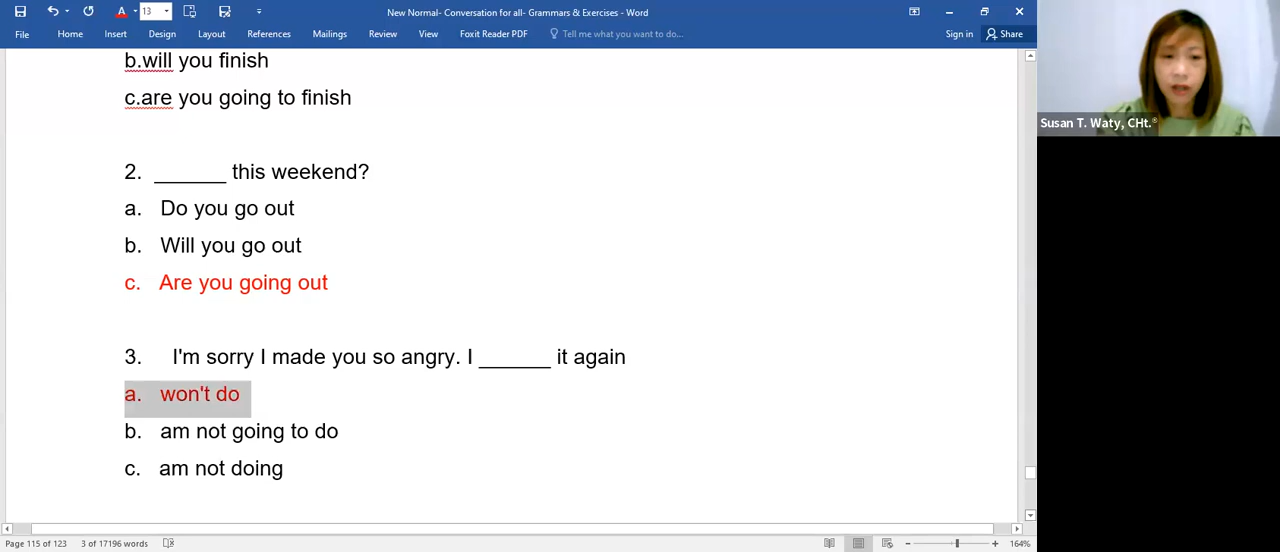 13
New Normal- Conversation for all- Grammars & Exercises - Word
File Home Insert Design Layout References Mailings Review View Foxit Reader PDF Tell me what you want to do... Sign in Share
b.will you finish
c.are you going to finish
2. ______ this weekend?
a. Do you go out
b. Will you go out
c. Are you going out
3. I'm sorry I made you so angry. I ______ it again
a. won't do
b. am not going to do
c. am not doing
Page 115 of 123 3 of 17196 words 164%
Susan T. Waty, CHt.®